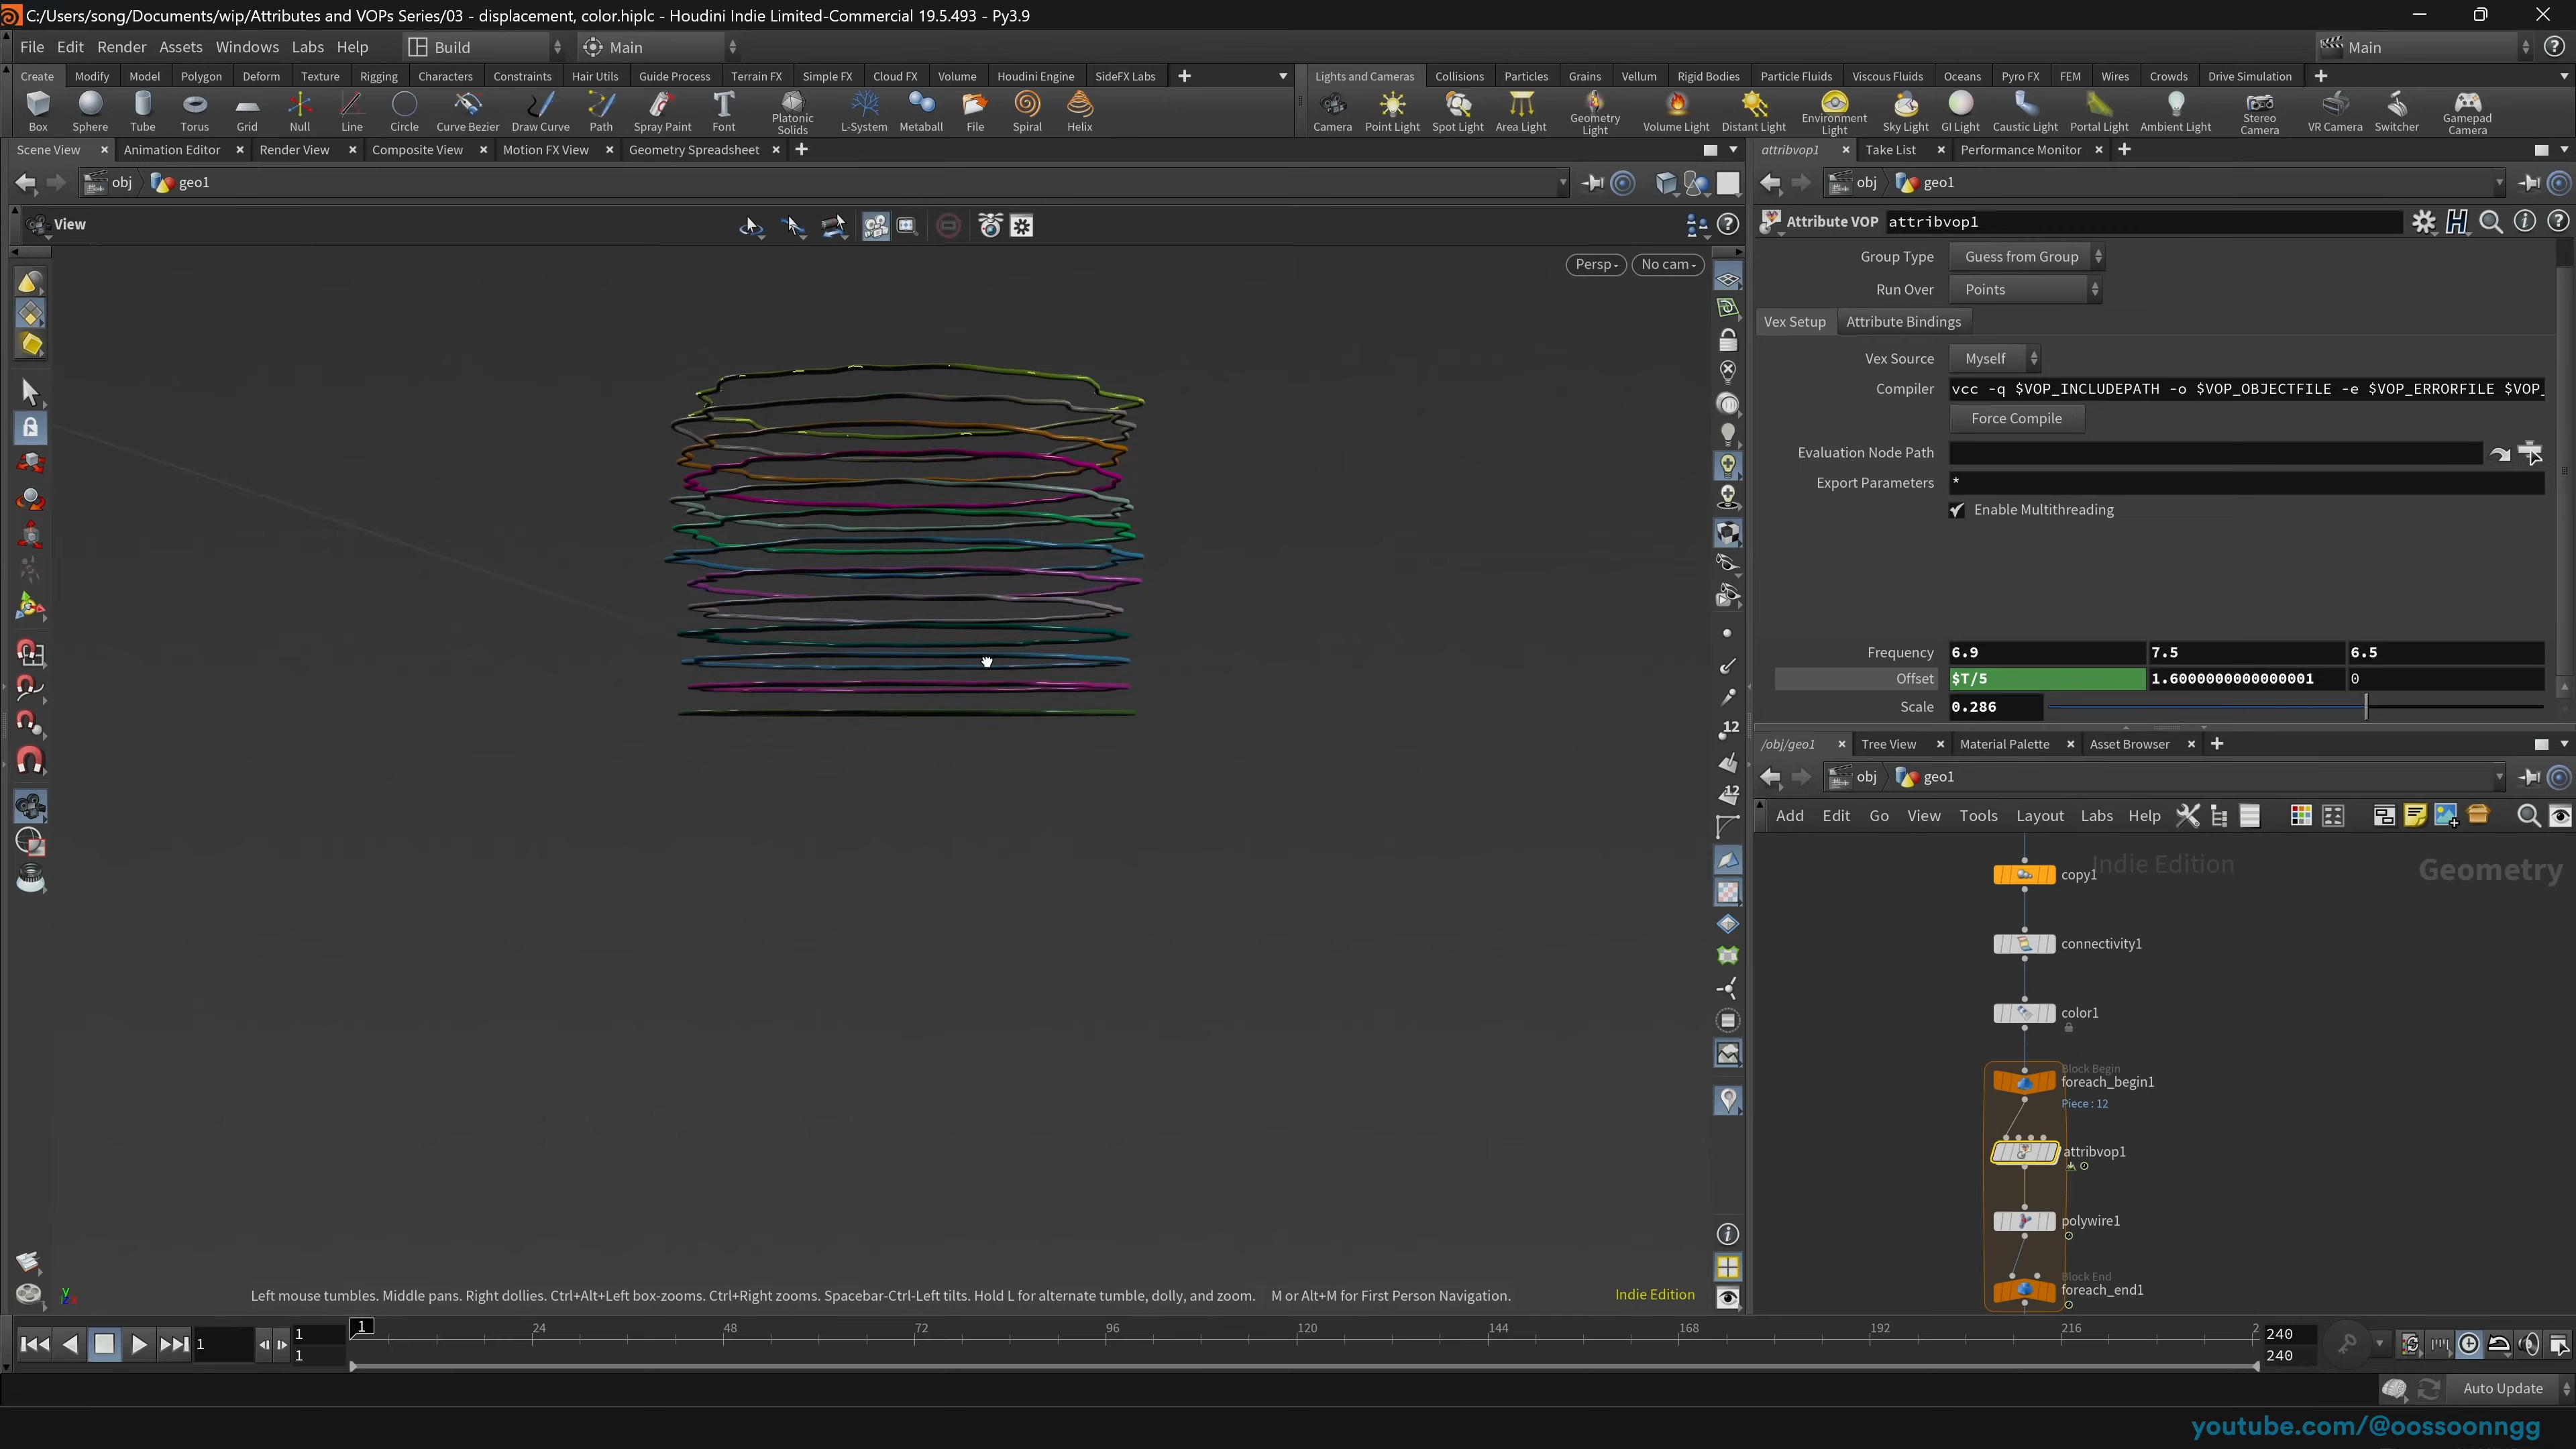 C:/Users/song/Documents/wip/Attributes and VOPs Series/03 - displacement, color.hiplc - Houdini Indie Limited-Commercial 19.5.493 - Py3.9
File Edit Render Assets Windows Labs Help Build Main Main
Create Modify Model Polygon Deform Texture Rigging Characters Constraints Hair Utils Guide Process Terrain FX Simple FX Cloud FX Volume Houdini Engine SideFX Labs
Lights and Cameras Collisions Particles Grains Vellum Rigid Bodies Particle Fluids Viscous Fluids Oceans Pyro FX FEM Wires Crowds Drive Simulation
Box Sphere Tube Torus Grid Null Line Circle Curve Bezier Draw Curve Path Spray Paint Font Platonic Solids L-System Metaball File Spiral Helix
Camera Point Light Spot Light Area Light Geometry Light Volume Light Distant Light Environment Light Sky Light GI Light Caustic Light Portal Light Ambient Light Stereo Camera VR Camera Switcher Gamepad Camera
Scene View Animation Editor Render View Composite View Motion FX View Geometry Spreadsheet
attribvop1 Take List Performance Monitor
obj geo1
obj geo1
View
Attribute VOP attribvop1
Persp No cam
Group Type Guess from Group
Run Over Points
Vex Setup Attribute Bindings
Vex Source Myself
Compiler vcc -q $VOP_INCLUDEPATH -o $VOP_OBJECTFILE -e $VOP_ERRORFILE $VOP_
Force Compile
Evaluation Node Path
Export Parameters *
Enable Multithreading
Frequency 6.9 7.5 6.5
Offset $T/5 1.6000000000000001 0
Scale 0.286
12
12
/obj/geo1 Tree View Material Palette Asset Browser
obj geo1
Add Edit Go View Tools Layout Labs Help
Indie Edition
Geometry
copy1
connectivity1
color1
Block Begin
foreach_begin1
Piece : 12
attribvop1
polywire1
Block End
foreach_end1
Left mouse tumbles. Middle pans. Right dollies. Ctrl+Alt+Left box-zooms. Ctrl+Right zooms. Spacebar-Ctrl-Left tilts. Hold L for alternate tumble, dolly, and zoom. M or Alt+M for First Person Navigation.
Indie Edition
1 1 1 1 24 48 72 96 120 144 168 192 216 2 240 240
Auto Update
youtube.com/@oossoonngg